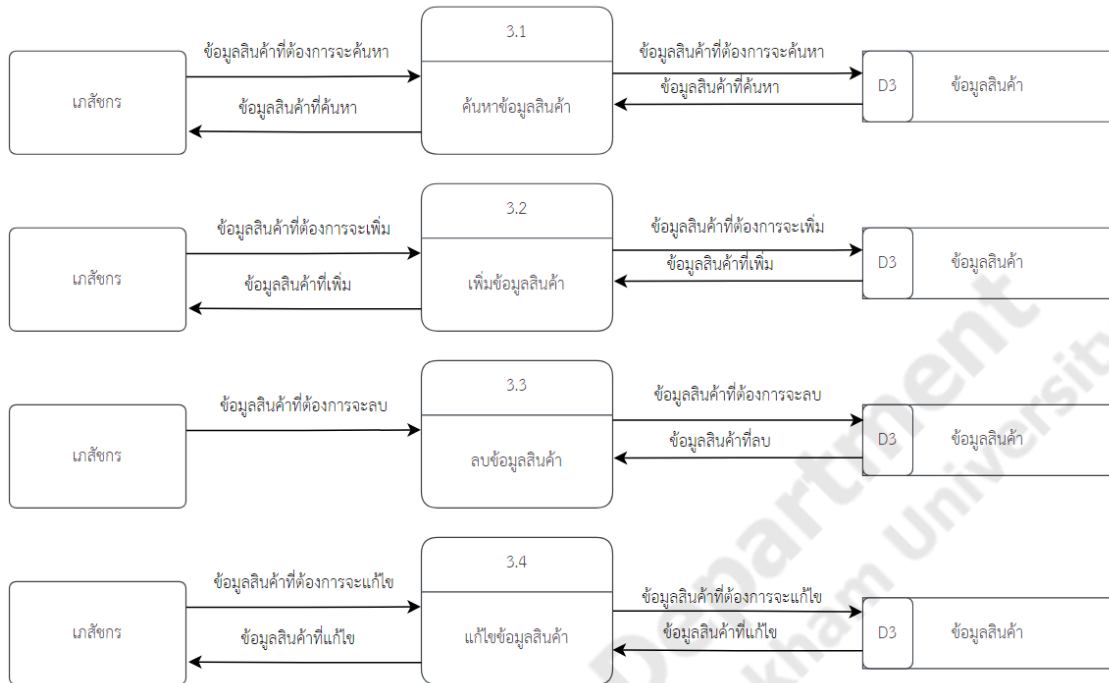 3.1
ข้อมูลสินค้าที่ต้องการจะค้นหา
ข้อมูลสินค้าที่ต้องการจะค้นหา
เภสัชกร
ข้อมูลสินค้าที่ค้นหา
ค้นหาข้อมูลสินค้า
ข้อมูลสินค้าที่ค้นหา
D3
ข้อมูลสินค้า
3.2
ข้อมูลสินค้าที่ต้องการจะเพิ่ม
ข้อมูลสินค้าที่ต้องการจะเพิ่ม
เภสัชกร
ข้อมูลสินค้าที่เพิ่ม
เพิ่มข้อมูลสินค้า
ข้อมูลสินค้าที่เพิ่ม
D3
ข้อมูลสินค้า
3.3
ข้อมูลสินค้าที่ต้องการจะลบ
ข้อมูลสินค้าที่ต้องการจะลบ
เภสัชกร
ลบข้อมูลสินค้า
ข้อมูลสินค้าที่ลบ
D3
ข้อมูลสินค้า
3.4
ข้อมูลสินค้าที่ต้องการจะแก้ไข
ข้อมูลสินค้าที่ต้องการจะแก้ไข
เภสัชกร
ข้อมูลสินค้าที่แก้ไข
แก้ไขข้อมูลสินค้า
ข้อมูลสินค้าที่แก้ไข
D3
ข้อมูลสินค้า
Department
University